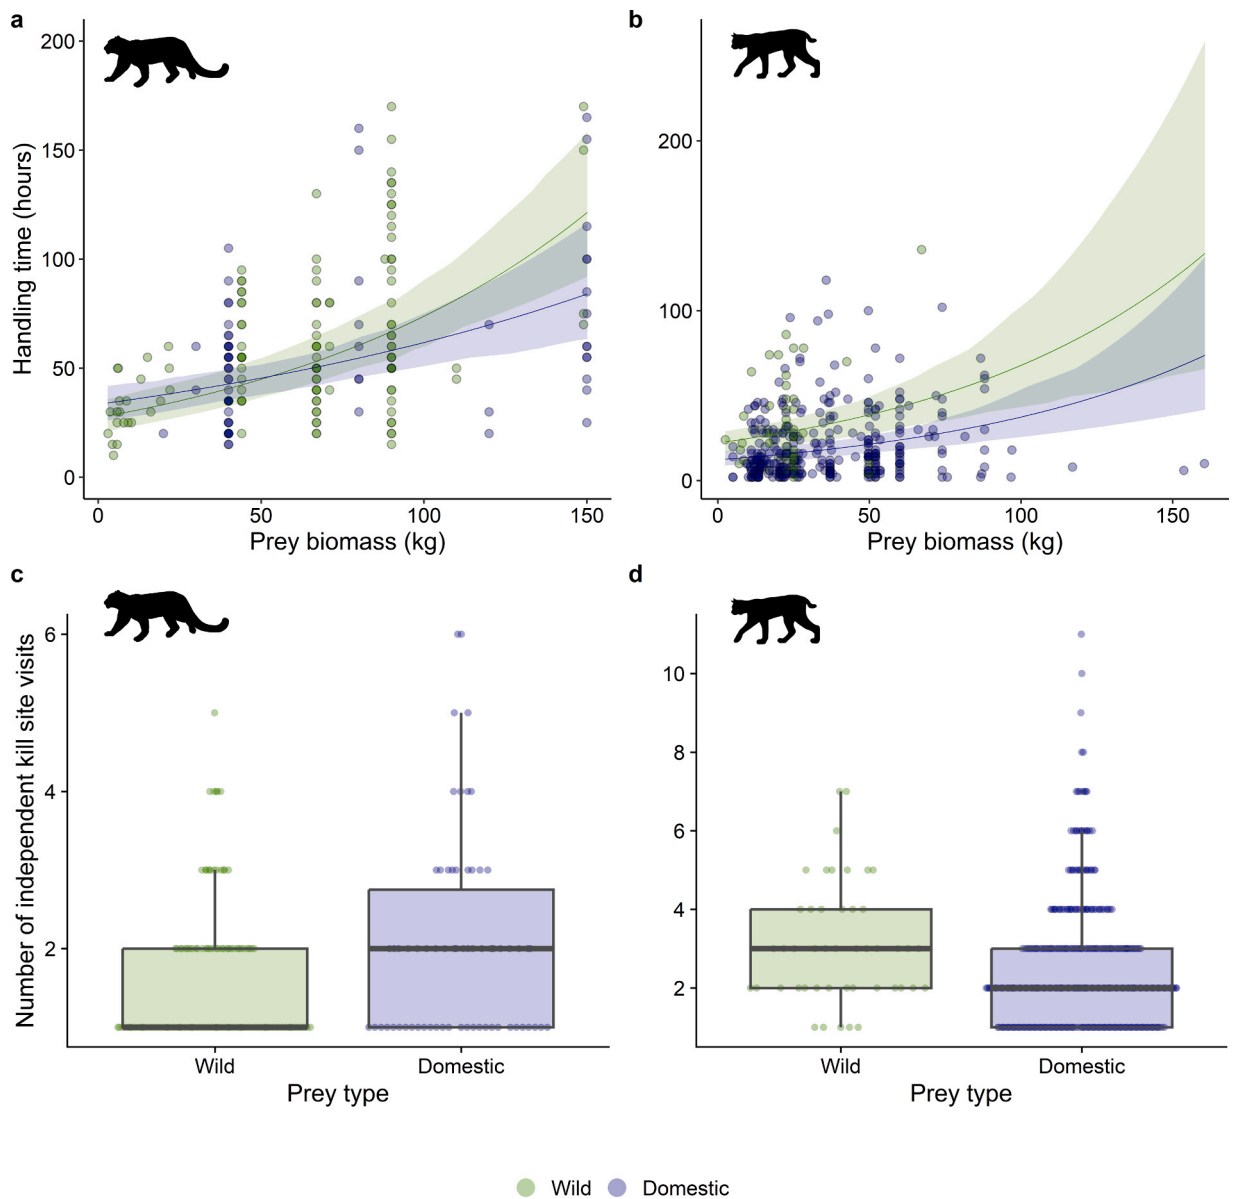 a
b
200
150
100
50
0
Handling time (hours)
0 50 100 150
Prey biomass (kg)
200
100
0
0 50 100 150
Prey biomass (kg)
c
d
6
4
2
Number of independent kill site visits
Wild Domestic
Prey type
10
8
6
4
2
Wild Domestic
Prey type
Wild Domestic